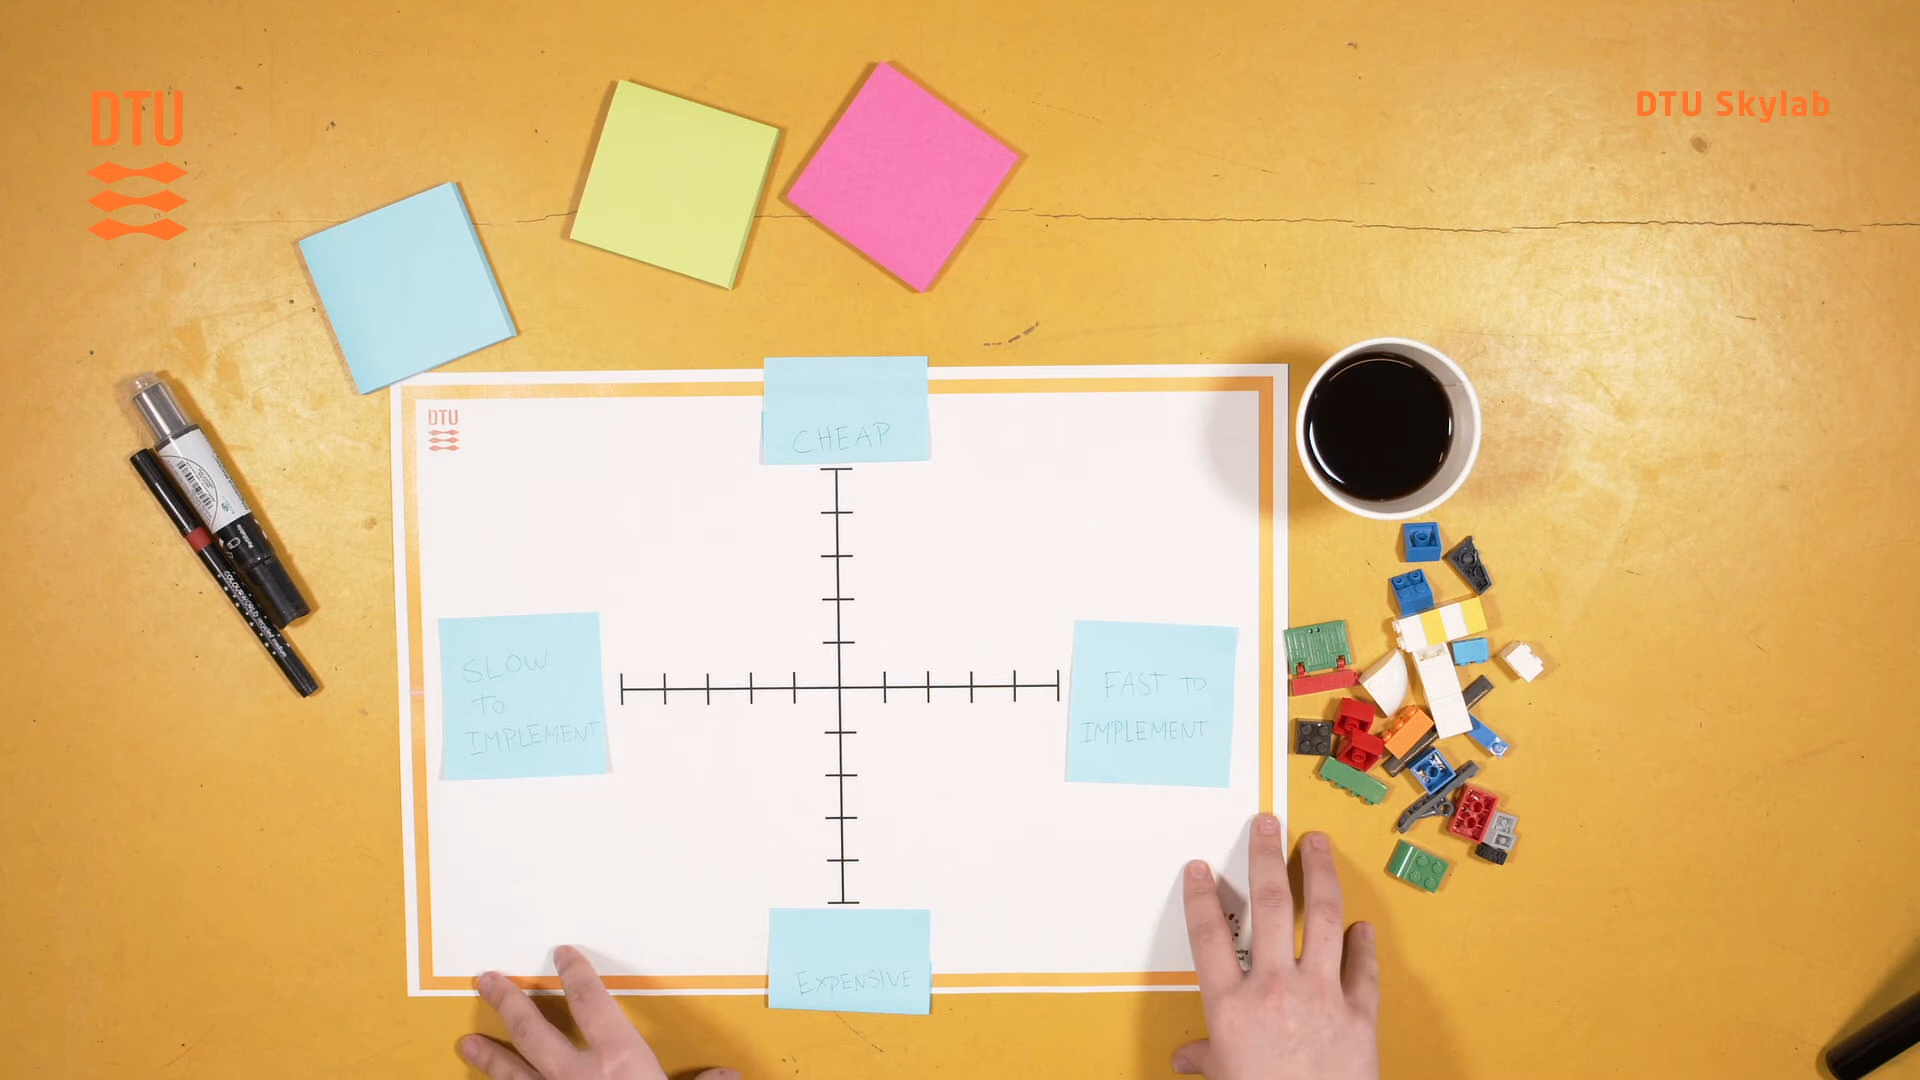 DTU
DTU Skylab
DTU
CHEAP
SLOW
TO
IMPLEMENT
FAST TO
IMPLEMENT
EXPENSIVE